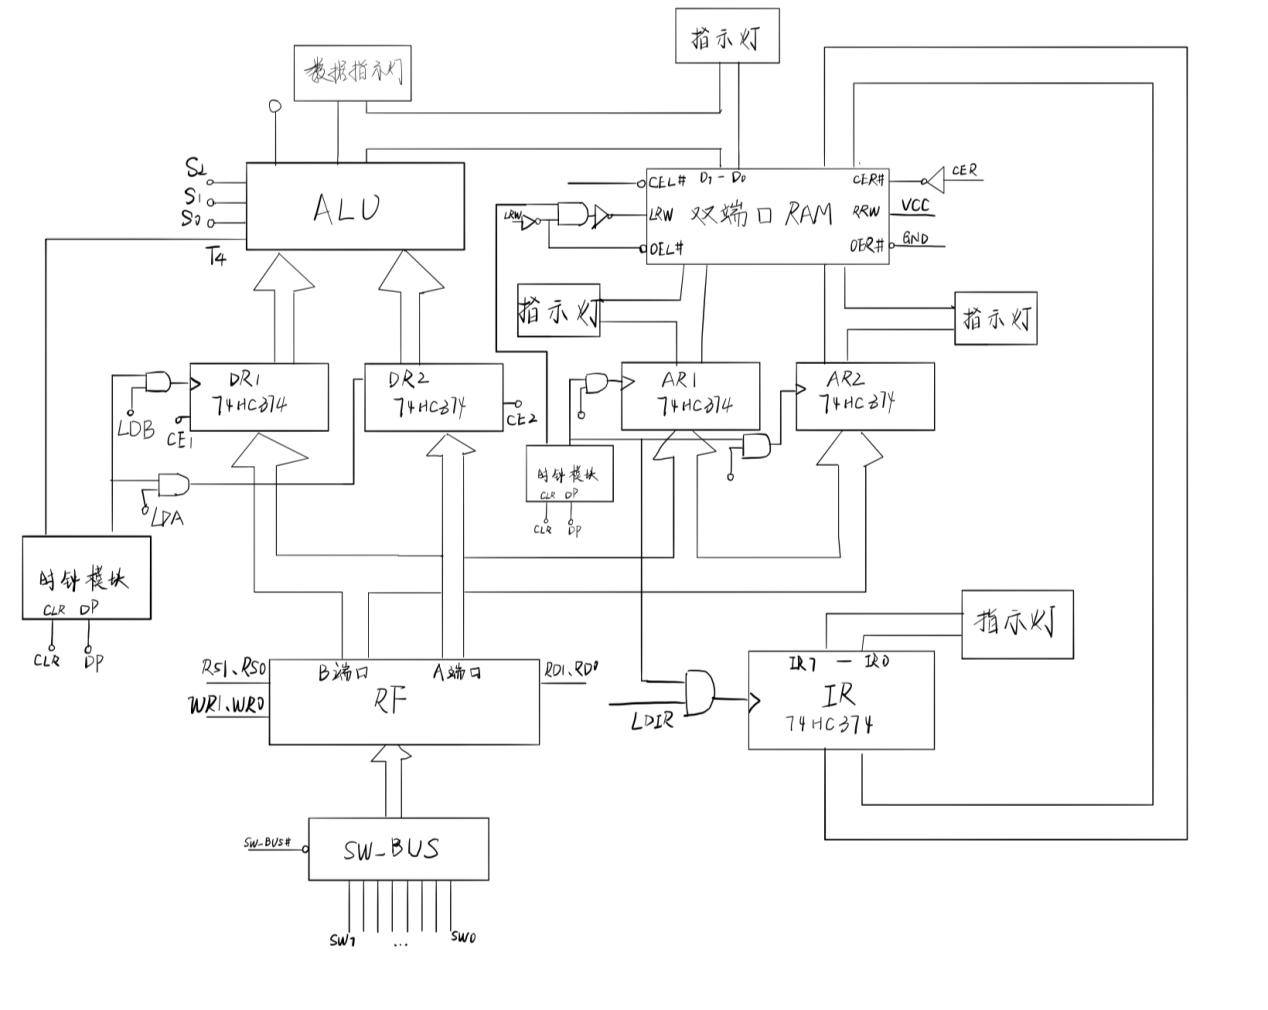 指示灯
数据指示灯
S2
S1
S0
ALU
T4
CEL#
D7-D0
CER#
CER
LRW
LRW
双端口 RAM
RRW
VCC
OEL#
OER#
GND
指示灯
指示灯
DR1
74HC374
DR2
74HC374
AR1
74HC374
AR2
74HC374
LDB
CE1
CE2
LDA
时钟模块
CLR DP
CLR DP
时钟模块
CLR DP
CLR DP
指示灯
RS1、RS0
B端口
A端口
RD1、RD0
WR1、WR0
RF
IR7 — IR0
IR
74HC374
LDIR
SW-BUS#
SW-BUS
SW7 ... SW0